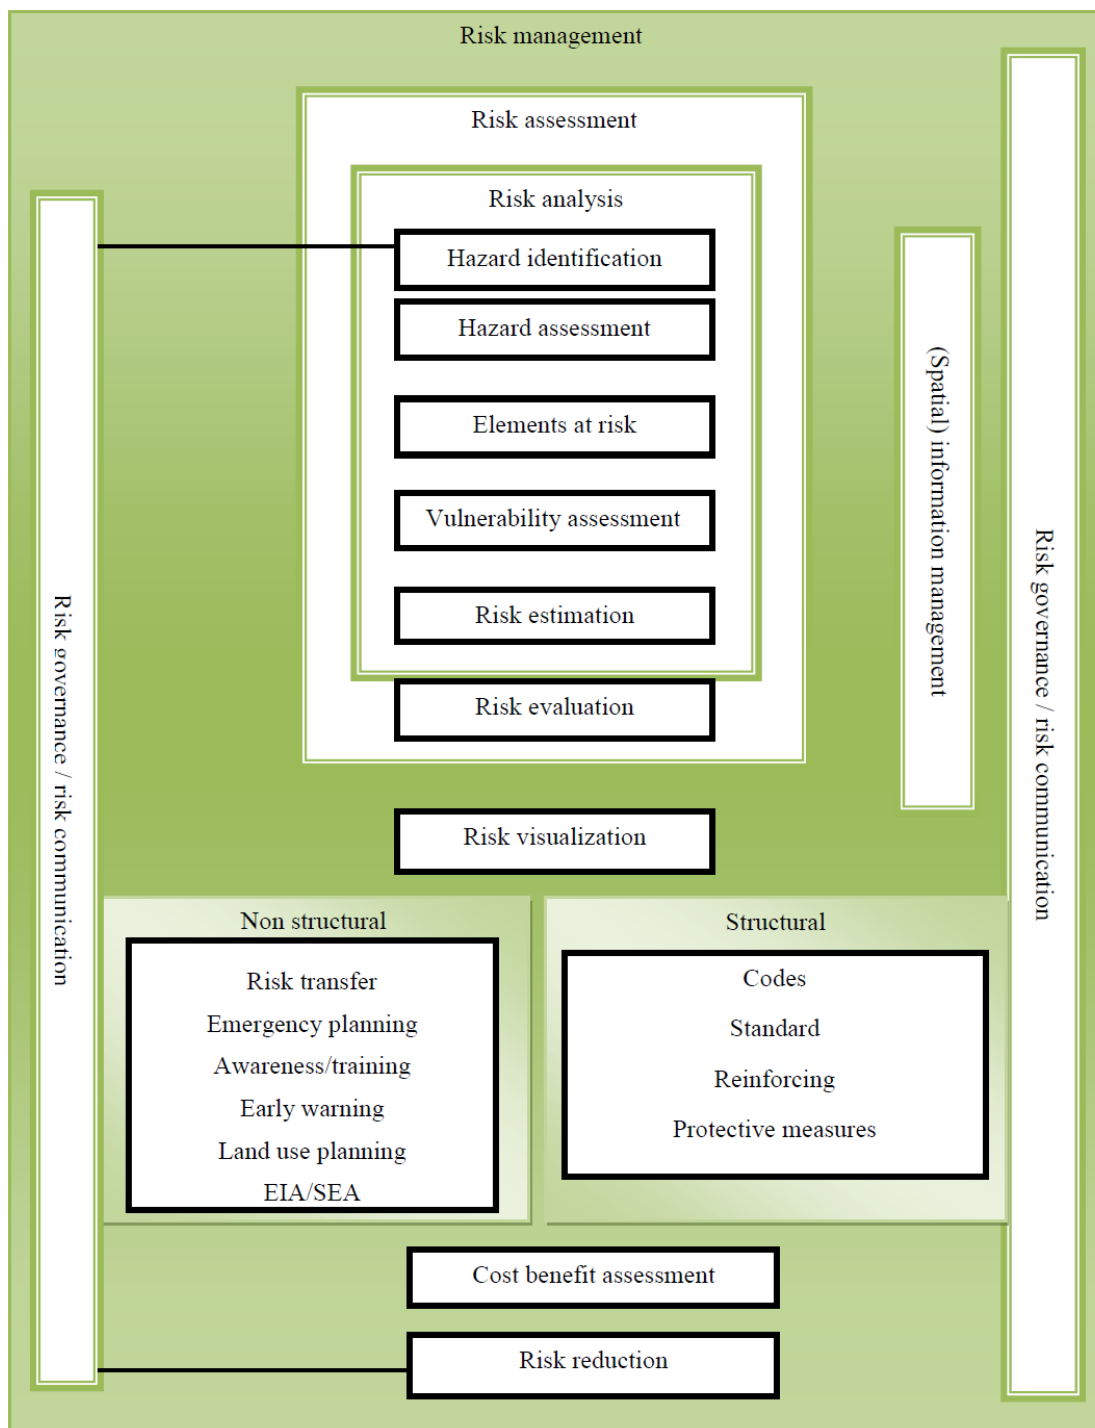 Risk management
Risk assessment
Risk analysis
Hazard identification
Hazard assessment
Elements at risk
Vulnerability assessment
Risk estimation
Risk evaluation
Risk visualization
Non structural
Risk transfer
Emergency planning
Awareness/training
Early warning
Land use planning
EIA/SEA
Structural
Codes
Standard
Reinforcing
Protective measures
Cost benefit assessment
Risk reduction
Risk governance / risk communication
(Spatial) information management
Risk governance / risk communication